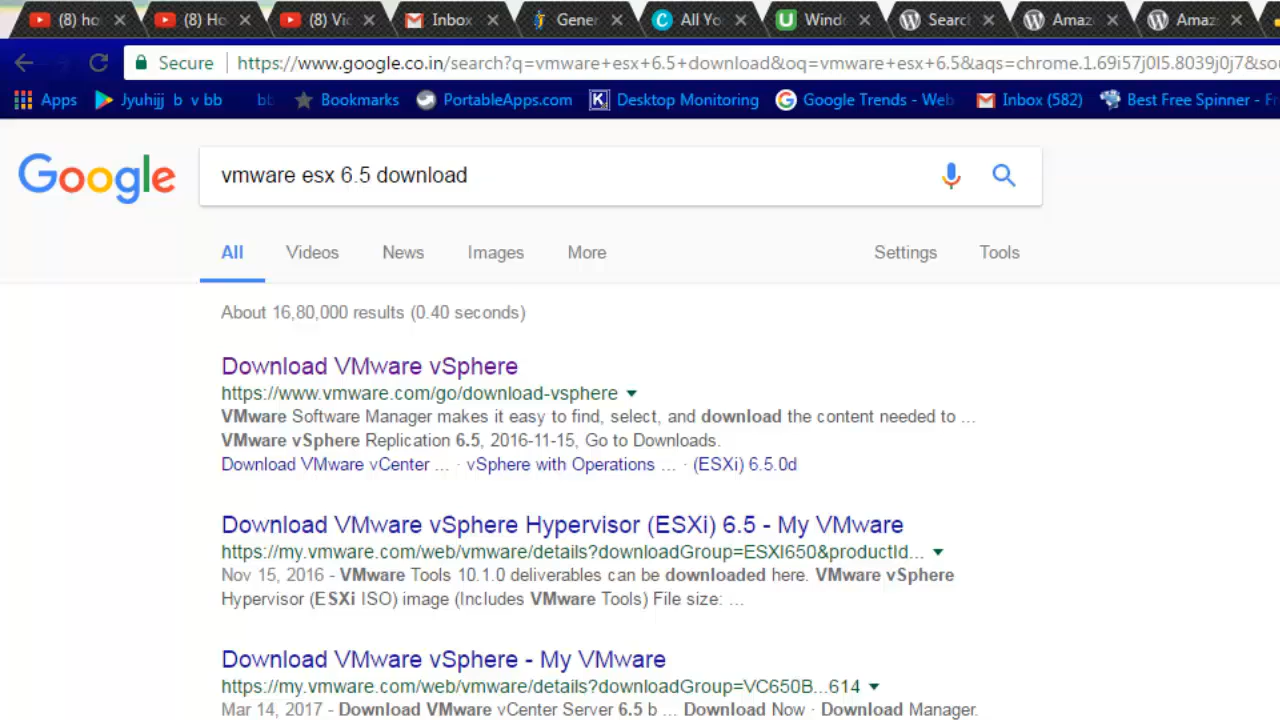 (8) ho
(8) Ho
(8) Vi
Inbox
Gener
All Yo
Wind
Search
Amaz
Amaz
Secure
https://www.google.co.in/search?q=vmware+esx+6.5+download&oq=vmware+esx+6.5&aqs=chrome.1.69i57j0l5.8039j0j7&sou
Apps
Jyuhijj b v bb
bb
Bookmarks
PortableApps.com
Desktop Monitoring
Google Trends - Web
Inbox (582)
Best Free Spinner - F
Google
vmware esx 6.5 download
All Videos News Images More Settings Tools
About 16,80,000 results (0.40 seconds)
Download VMware vSphere
https://www.vmware.com/go/download-vsphere
VMware Software Manager makes it easy to find, select, and download the content needed to ...
VMware vSphere Replication 6.5, 2016-11-15, Go to Downloads.
Download VMware vCenter ... · vSphere with Operations ... · (ESXi) 6.5.0d
Download VMware vSphere Hypervisor (ESXi) 6.5 - My VMware
https://my.vmware.com/web/vmware/details?downloadGroup=ESXI650&productId...
Nov 15, 2016 - VMware Tools 10.1.0 deliverables can be downloaded here. VMware vSphere
Hypervisor (ESXi ISO) image (Includes VMware Tools) File size: ...
Download VMware vSphere - My VMware
https://my.vmware.com/web/vmware/details?downloadGroup=VC650B...614
Mar 14, 2017 - Download VMware vCenter Server 6.5 b ... Download Now · Download Manager.